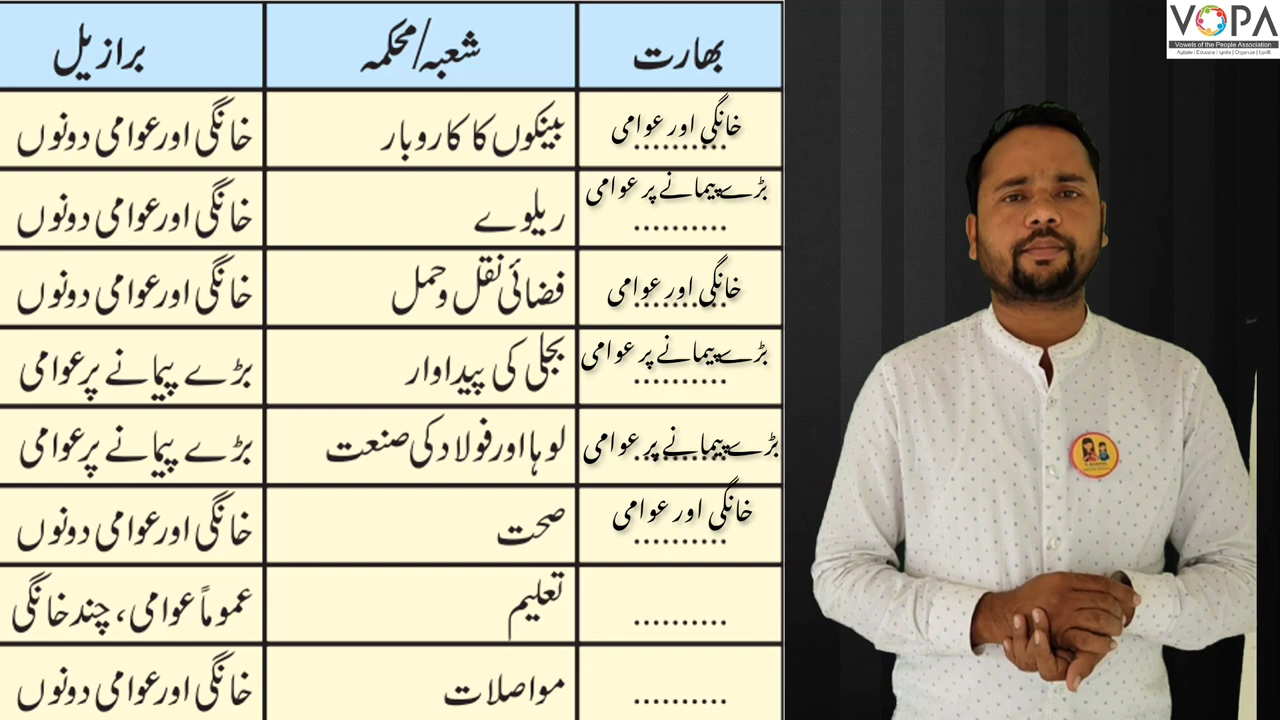 بھارت شعبہ/محکمہ برازیل
خانگی اور عوامی .......... بینکوں کا کاروبار خانگی اور عوامی دونوں
بڑے پیمانے پر عوامی .......... ریلوے خانگی اور عوامی دونوں
خانگی اور عوامی .......... فضائی نقل و حمل خانگی اور عوامی دونوں
بڑے پیمانے پر عوامی .......... بجلی کی پیداوار بڑے پیمانے پر عوامی
بڑے پیمانے پر عوامی .......... لوہا اور فولاد کی صنعت بڑے پیمانے پر عوامی
خانگی اور عوامی .......... صحت خانگی اور عوامی دونوں
.......... تعلیم عموماً عوامی، چند خانگی
.......... مواصلات خانگی اور عوامی دونوں
VOPA
Vowels of the People Association